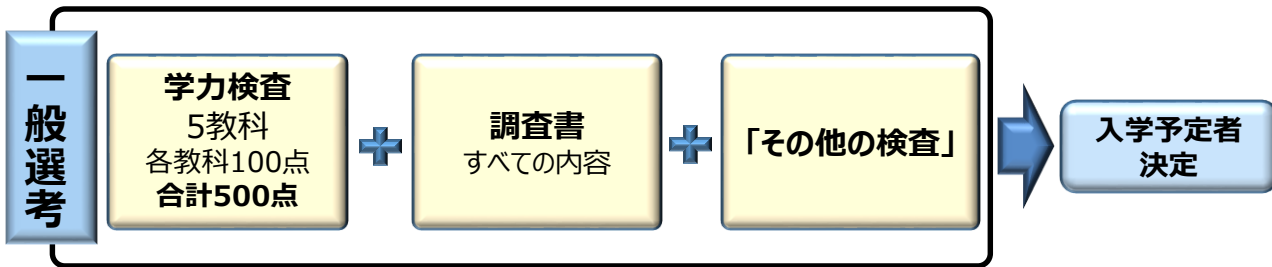 一般選考
学力検査
5教科
各教科100点
合計500点
調査書
すべての内容
「その他の検査」
入学予定者
決定